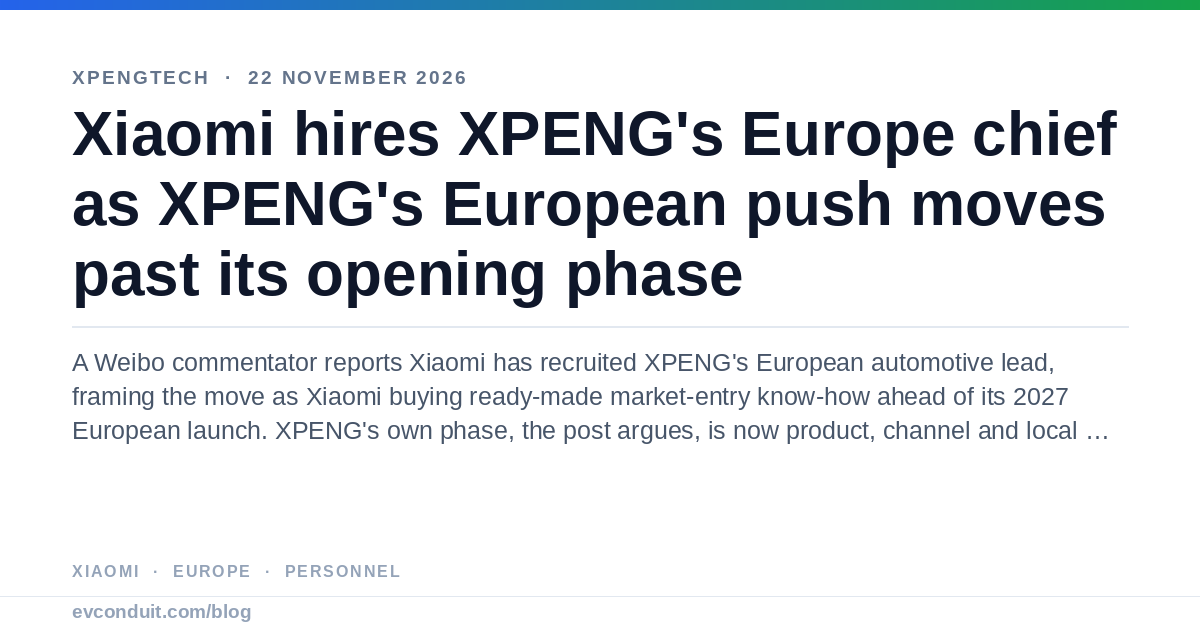 XPENGTECH · 22 NOVEMBER 2026
Xiaomi hires XPENG's Europe chief
as XPENG's European push moves
past its opening phase
A Weibo commentator reports Xiaomi has recruited XPENG's European automotive lead,
framing the move as Xiaomi buying ready-made market-entry know-how ahead of its 2027
European launch. XPENG's own phase, the post argues, is now product, channel and local …
XIAOMI · EUROPE · PERSONNEL
evconduit.com/blog